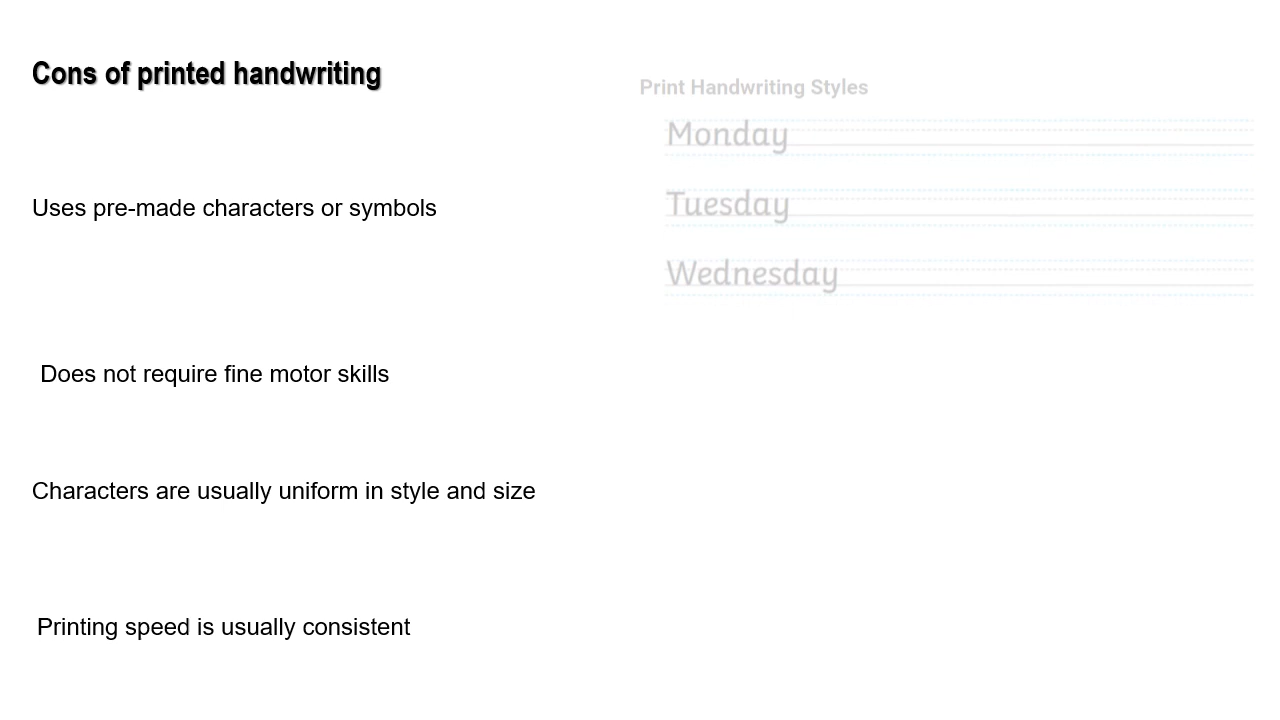 Cons of printed handwriting
Print Handwriting Styles
Monday
Tuesday
Wednesday
Uses pre-made characters or symbols
Does not require fine motor skills
Characters are usually uniform in style and size
Printing speed is usually consistent